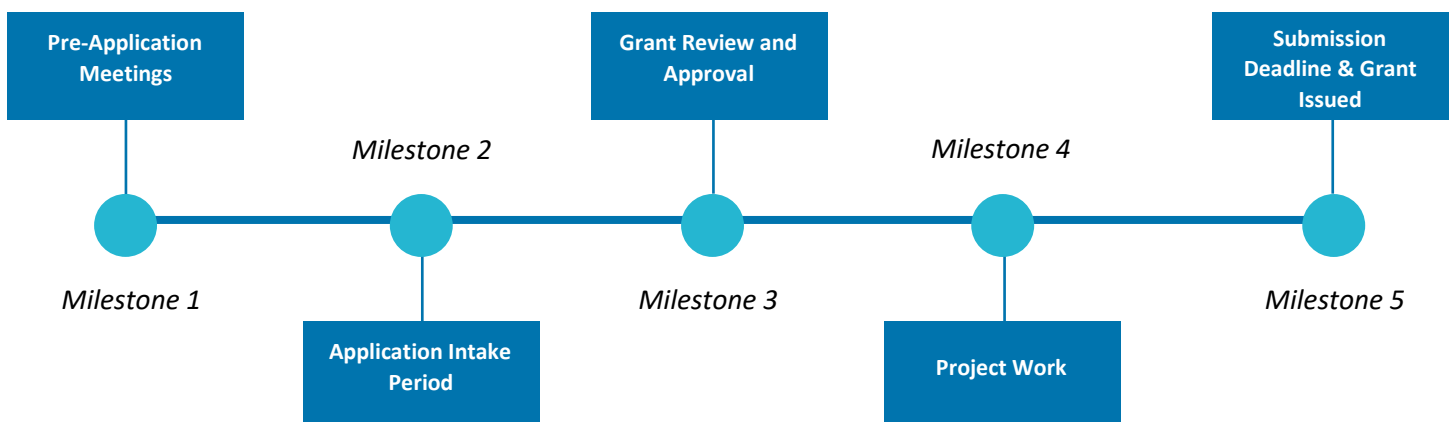 Pre-Application
Meetings
Grant Review and
Approval
Submission
Deadline & Grant
Issued
Milestone 2
Milestone 4
Milestone 1
Milestone 3
Milestone 5
Application Intake
Period
Project Work